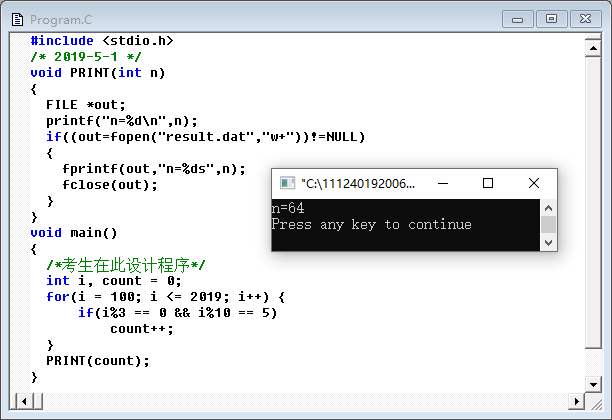 Program.C
#include <stdio.h>
/* 2019-5-1 */
void PRINT(int n)
{
FILE *out;
printf("n=%d\n",n);
if((out=fopen("result.dat","w+"))!=NULL)
{
fprintf(out,"n=%ds",n);
fclose(out);
}
}
void main()
{
/*考生在此设计程序*/
int i, count = 0;
for(i = 100; i <= 2019; i++) {
if(i%3 == 0 && i%10 == 5)
count++;
}
PRINT(count);
}
"C:\111240192006...
n=64
Press any key to continue